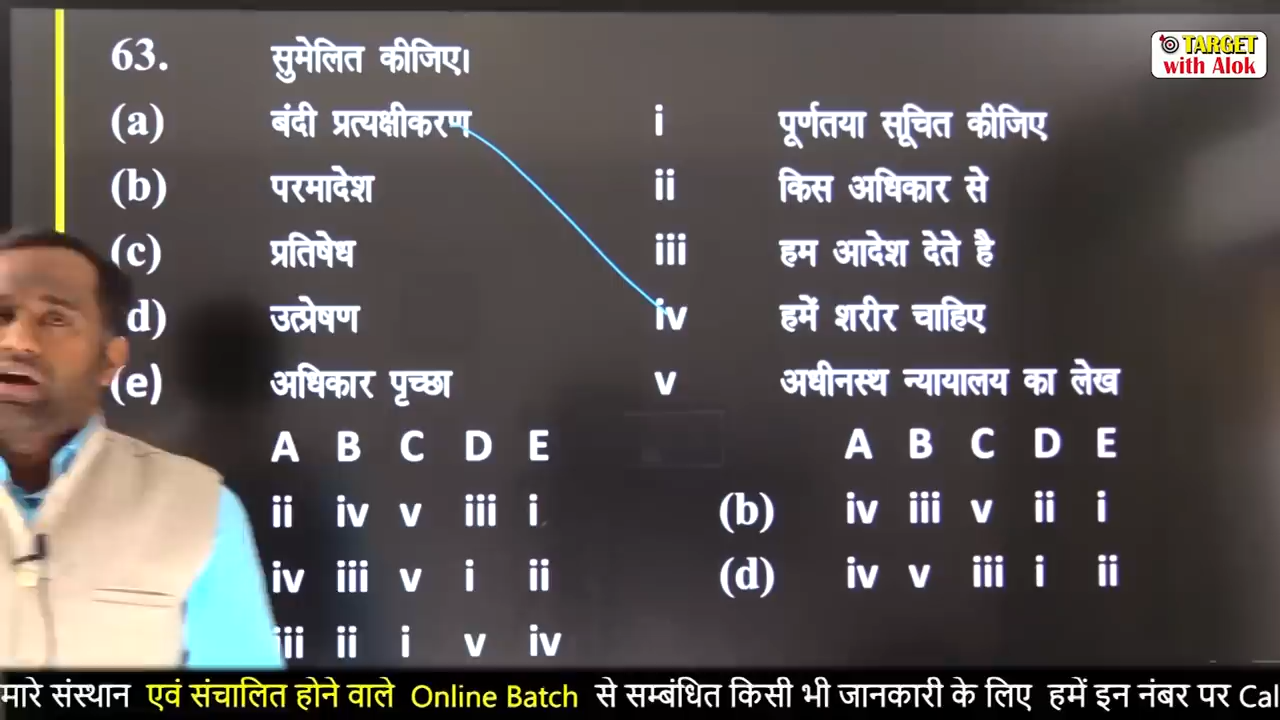 TARGET
with Alok
63. सुमेलित कीजिए।
(a) बंदी प्रत्यक्षीकरण i पूर्णतया सूचित कीजिए
(b) परमादेश ii किस अधिकार से
(c) प्रतिषेध iii हम आदेश देते है
d) उत्प्रेषण iv हमें शरीर चाहिए
(e) अधिकार पृच्छा v अधीनस्थ न्यायालय का लेख
A B C D E A B C D E
ii iv v iii i (b) iv iii v ii i
iv iii v i ii (d) iv v iii i ii
iii ii i v iv
मारे संस्थान एवं संचालित होने वाले Online Batch से सम्बंधित किसी भी जानकारी के लिए हमें इन नंबर पर Cal